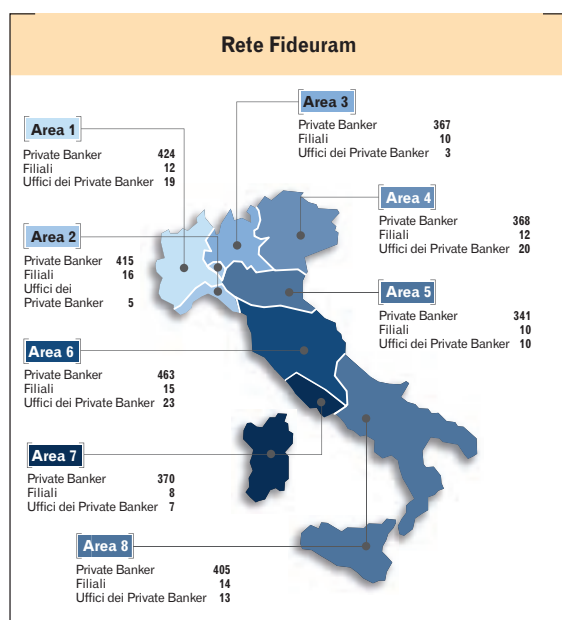 Rete Fideuram
Area 1
Private Banker 424
Filiali 12
Uffici dei Private Banker 19
Area 2
Private Banker 415
Filiali 16
Uffici dei
Private Banker 5
Area 3
Private Banker 367
Filiali 10
Uffici dei Private Banker 3
Area 4
Private Banker 368
Filiali 12
Uffici dei Private Banker 20
Area 5
Private Banker 341
Filiali 10
Uffici dei Private Banker 10
Area 6
Private Banker 463
Filiali 15
Uffici dei Private Banker 23
Area 7
Private Banker 370
Filiali 8
Uffici dei Private Banker 7
Area 8
Private Banker 405
Filiali 14
Uffici dei Private Banker 13